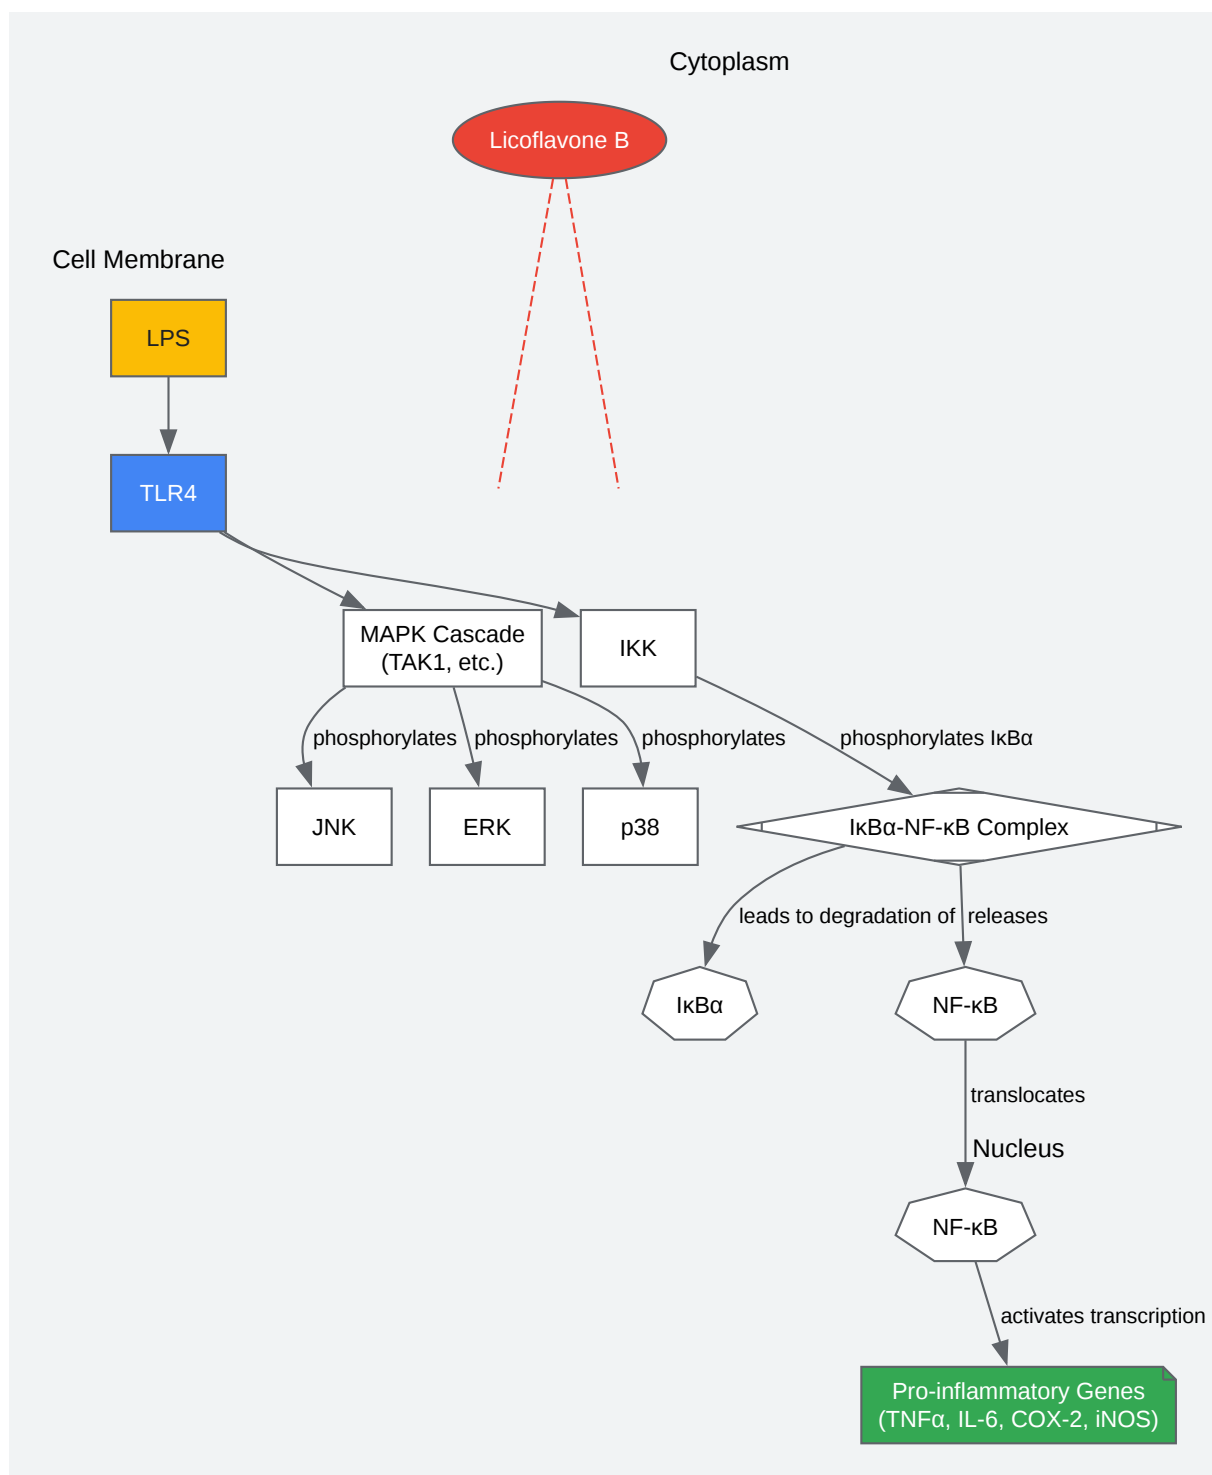 Cytoplasm
Licoflavone B
Cell Membrane
LPS
TLR4
MAPK Cascade
(TAK1, etc.)
IKK
phosphorylates
phosphorylates
phosphorylates
phosphorylates IκBα
JNK
ERK
p38
IκBα-NF-κB Complex
leads to degradation of
releases
IκBα
NF-κB
translocates
Nucleus
NF-κB
activates transcription
Pro-inflammatory Genes
(TNFα, IL-6, COX-2, iNOS)